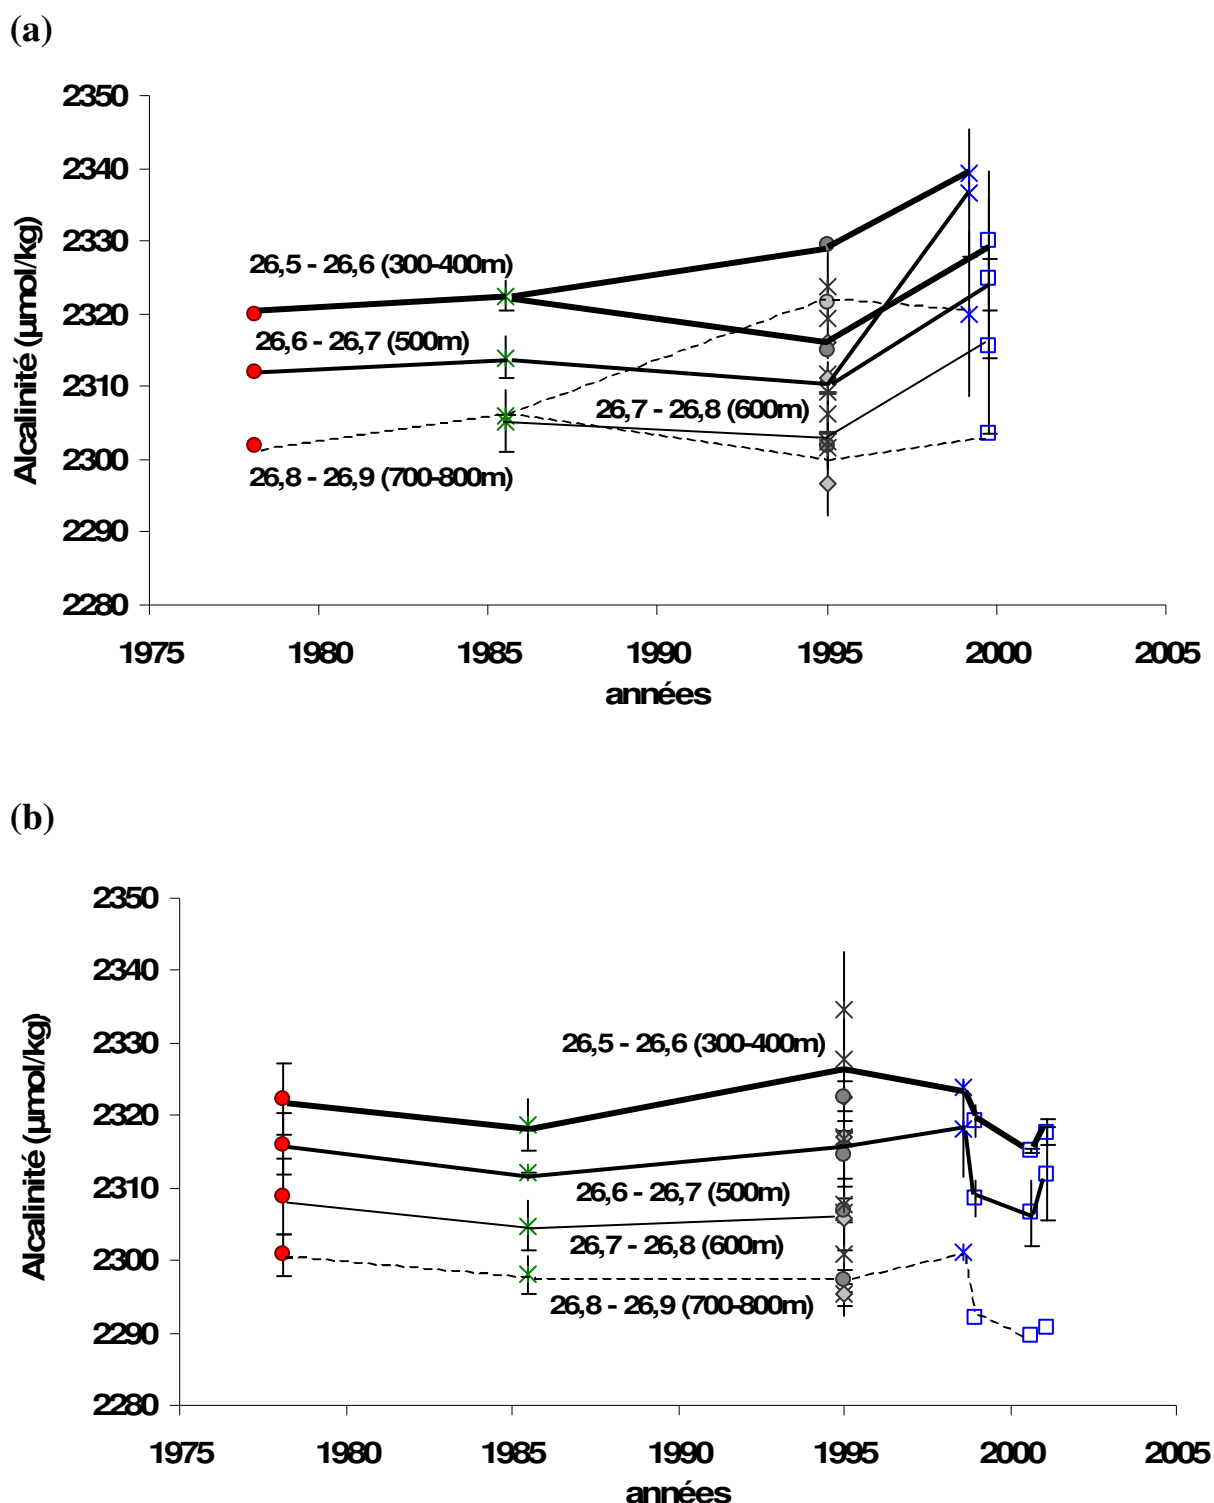 (a)
2350
2340
2330
2320
2310
2300
2290
2280
Alcalinité (µmol/kg)
26,5 - 26,6 (300-400m)
26,6 - 26,7 (500m)
26,7 - 26,8 (600m)
26,8 - 26,9 (700-800m)
1975 1980 1985 1990 1995 2000 2005
années
(b)
2350
2340
2330
2320
2310
2300
2290
2280
Alcalinité (µmol/kg)
26,5 - 26,6 (300-400m)
26,6 - 26,7 (500m)
26,7 - 26,8 (600m)
26,8 - 26,9 (700-800m)
1975 1980 1985 1990 1995 2000 2005
années